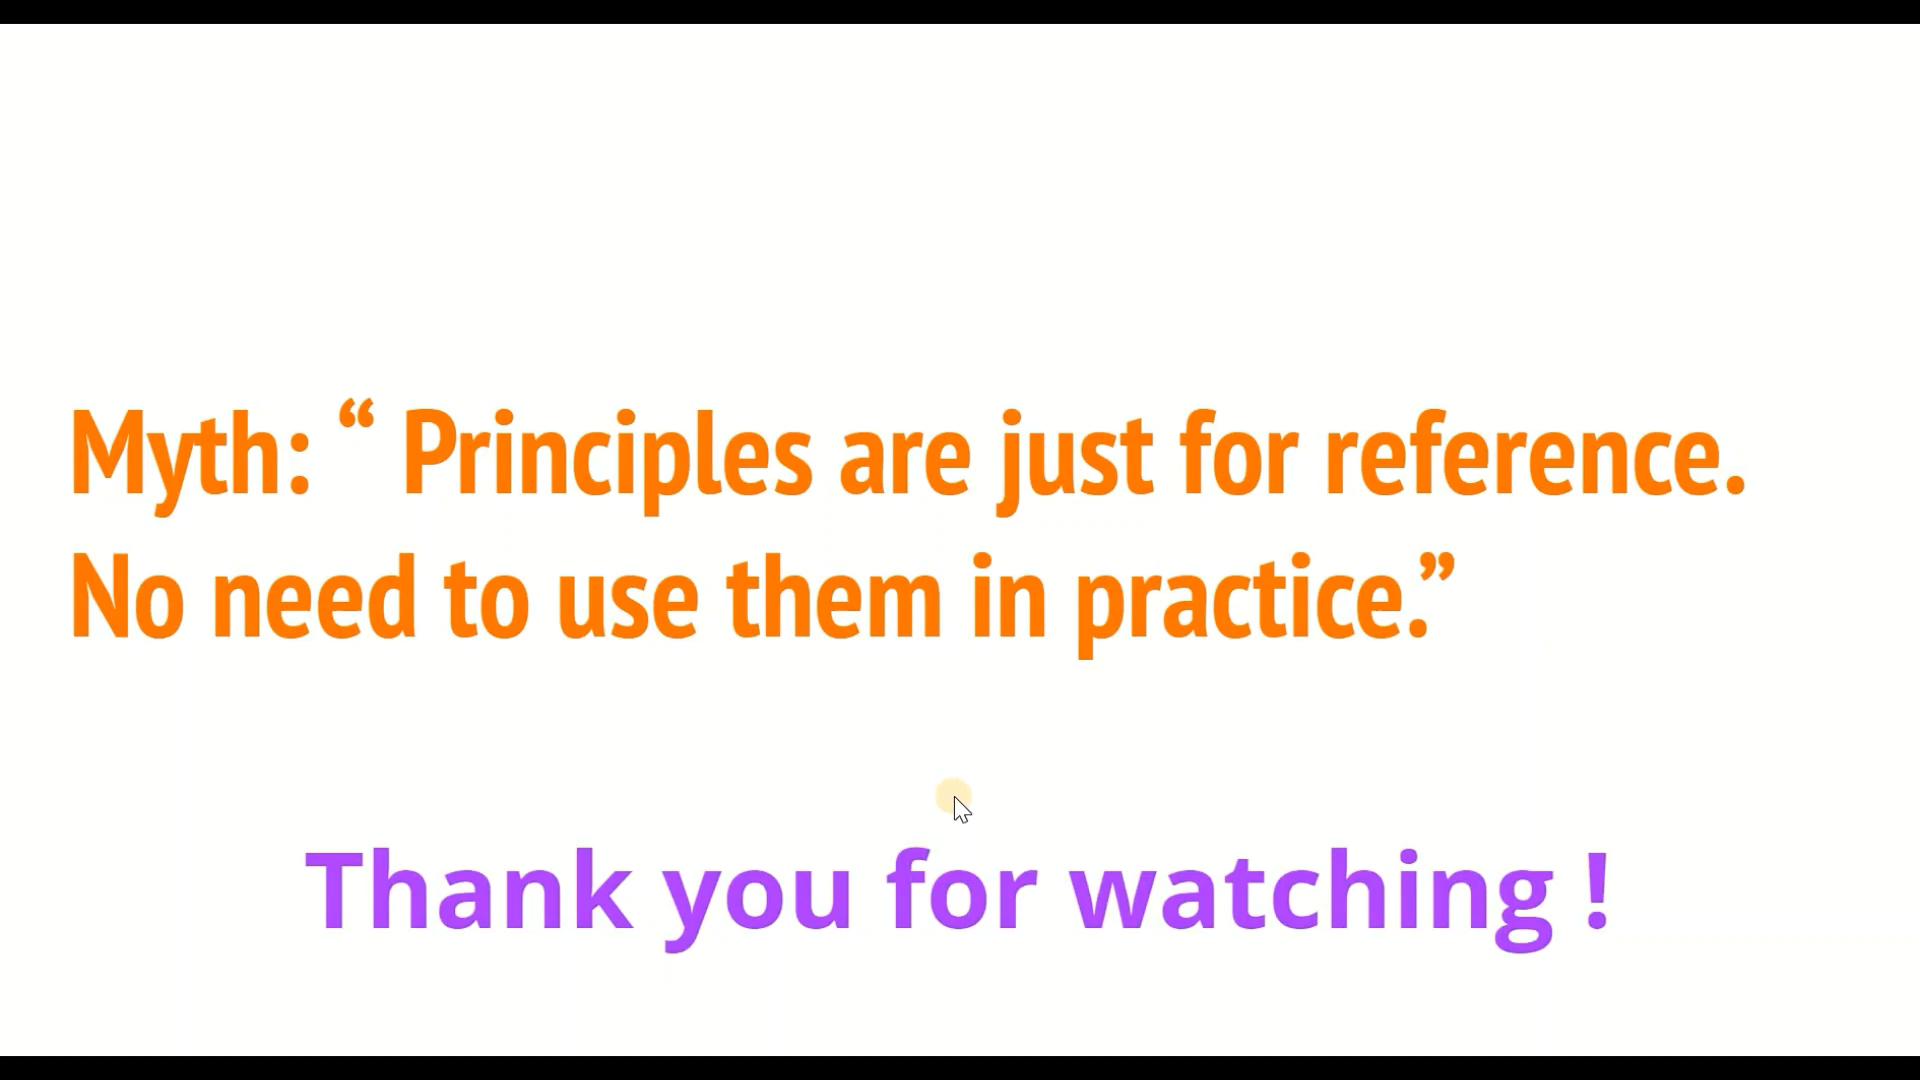 Myth: “ Principles are just for reference.
No need to use them in practice.”
Thank you for watching !